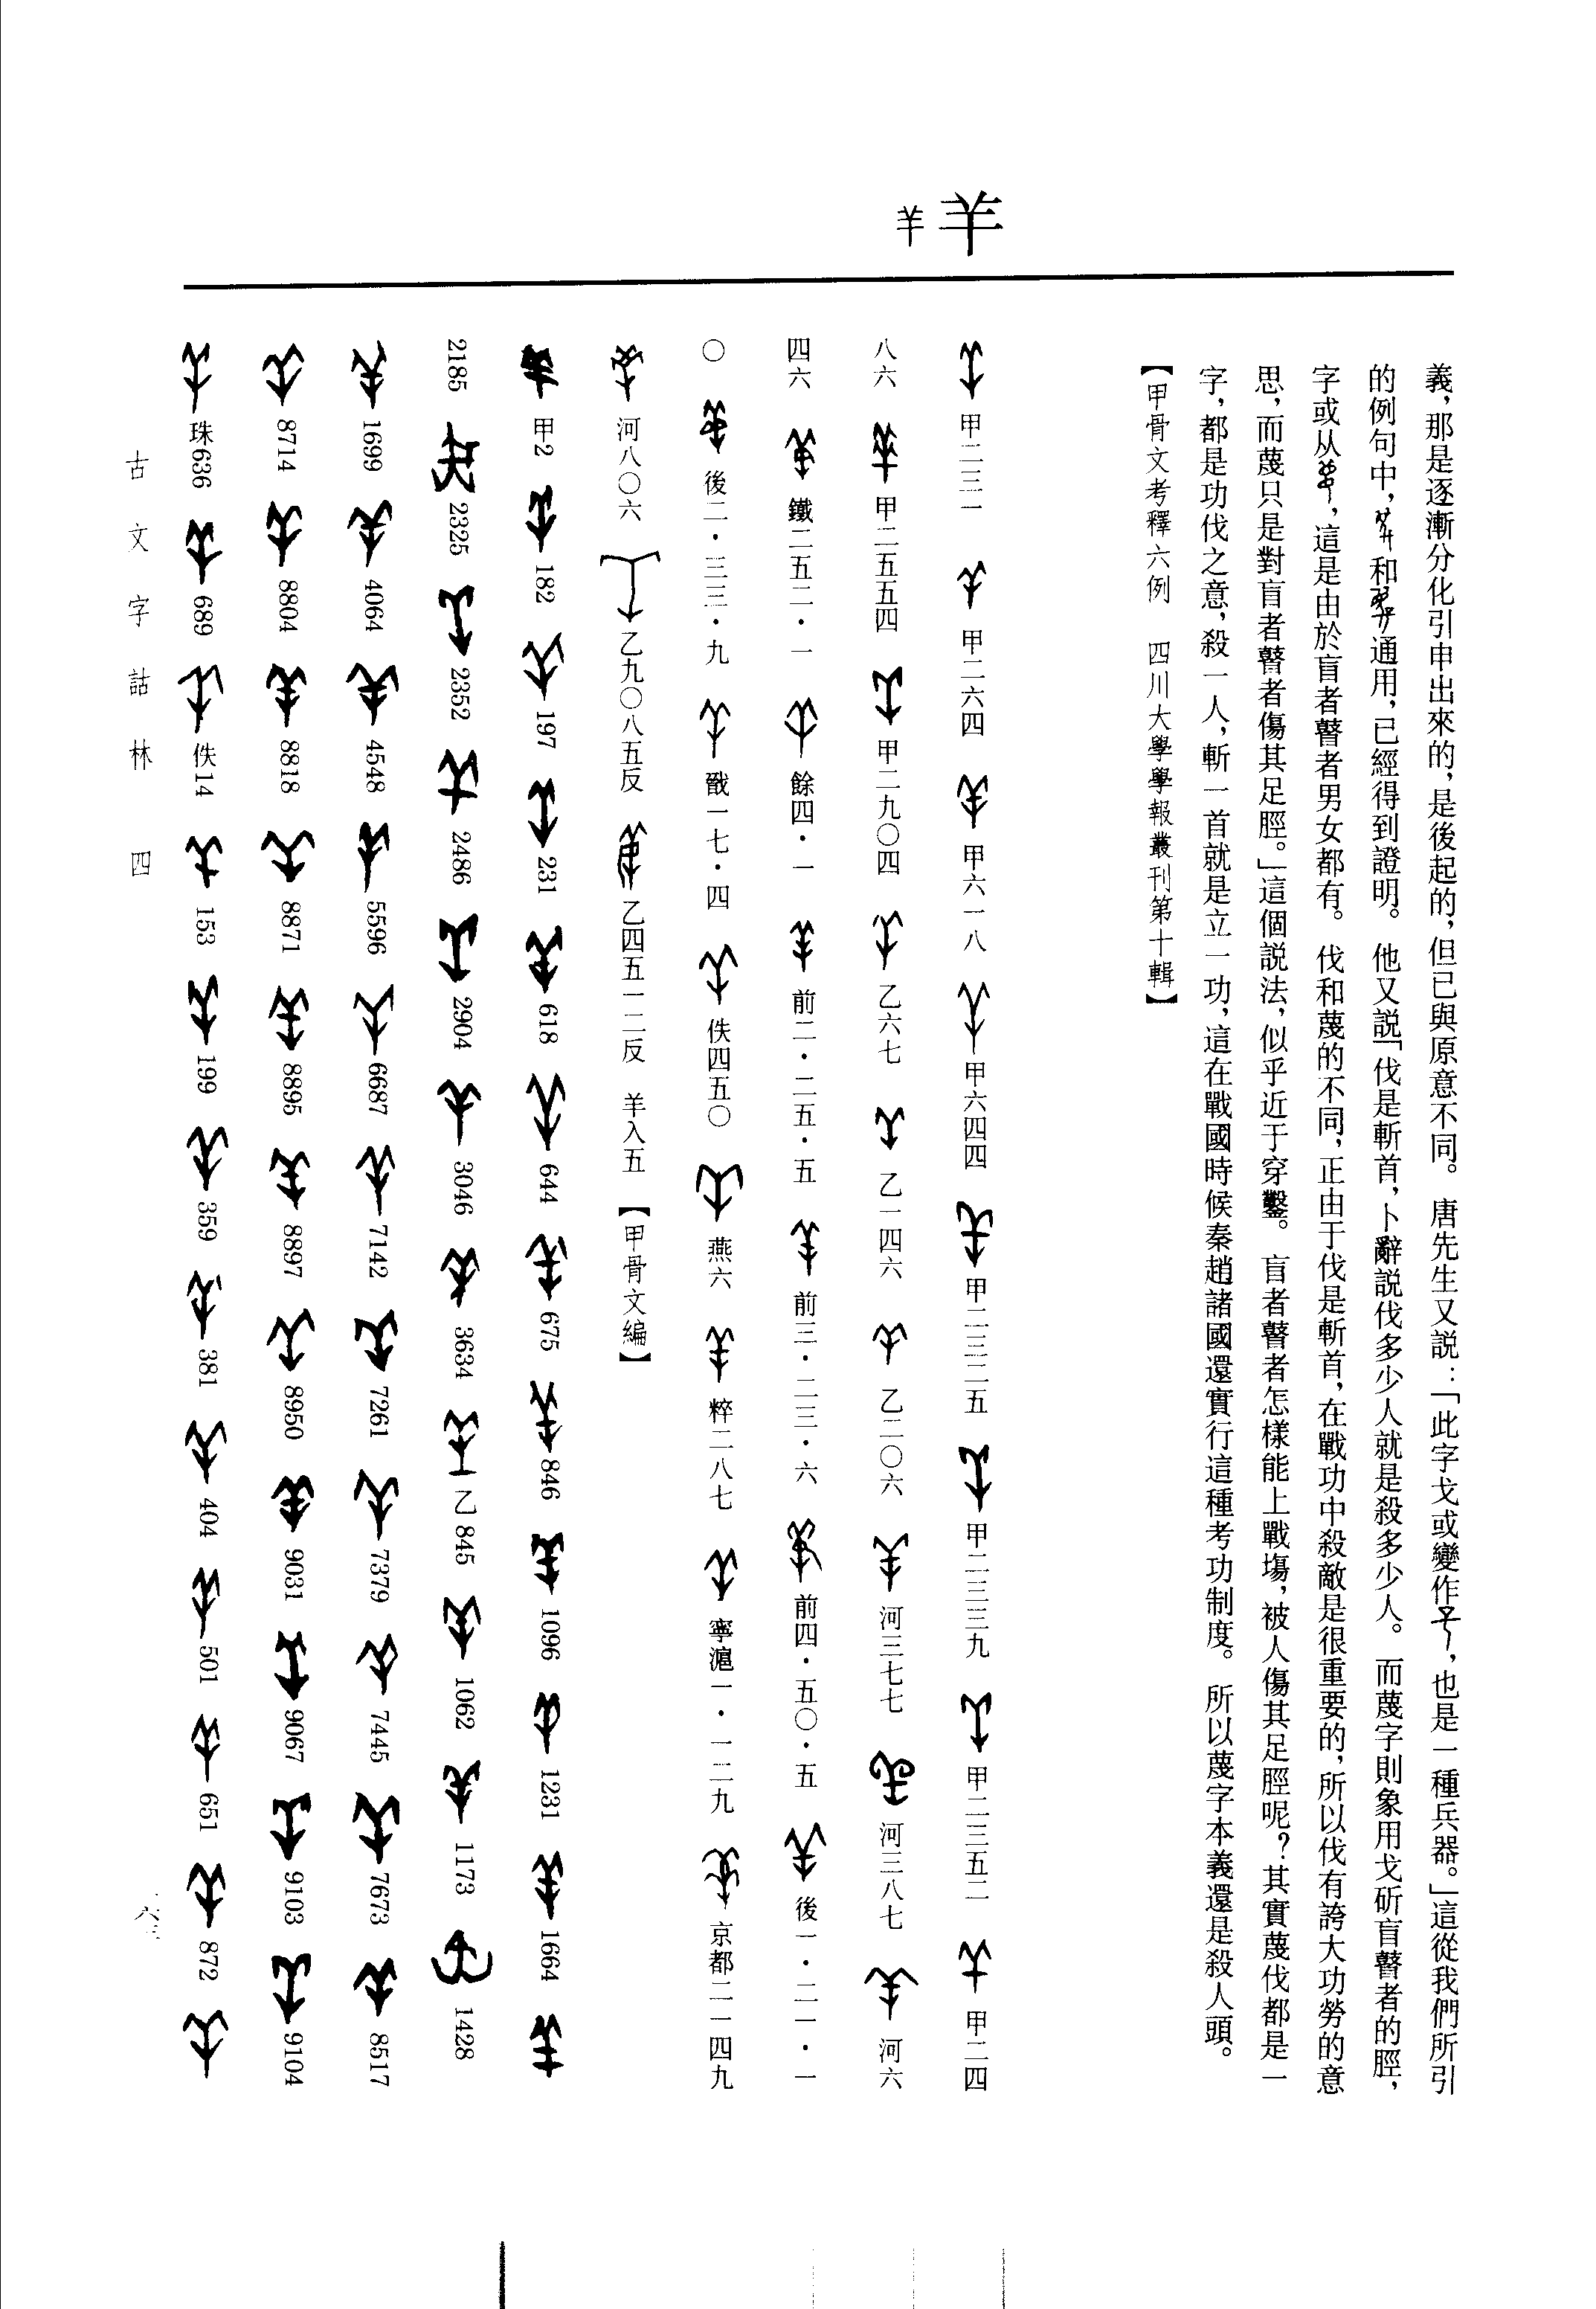 羊
羊
義，那是逐漸分化引申出來的，是後起的，但已與原意不同。唐先生又説：「此字戈或變作，也是一種兵器。」這從我們所引
的例句中，和通用，已經得到證明。他又説「伐是斬首，卜辭説伐多少人就是殺多少人。而蔑字則象用戈斫盲瞽者的脛，
字或从，這是由於盲者瞽者男女都有。伐和蔑的不同，正由于伐是斬首，在戰功中殺敵是很重要的，所以伐有誇大功勞的意
思，而蔑只是對盲者瞽者傷其足脛。」這個説法，似乎近于穿鑿。盲者瞽者怎樣能上戰塲，被人傷其足脛呢？其實蔑伐都是一
字，都是功伐之意，殺一人，斬一首就是立一功，這在戰國時候秦趙諸國還實行這種考功制度。所以蔑字本義還是殺人頭。
【甲骨文考釋六例　四川大學學報叢刊第十輯】
甲二三一　甲二六四　甲六一八　甲六四四　甲二三二五　甲二三三九　甲二三五二　甲二四
八六　甲二五五四　甲二九〇四　乙六七　乙一四六　乙二〇六　河三七七　河三八七　河六
四六　鐵二五二・一　餘四・一　前二・二五・五　前三・二三・六　前四・五〇・五　後一・二一・一
〇　後二・三三・九　戩一七・四　佚四五〇　燕六　粹二八七　寧滬一・一二九　京都二一四九
河八〇六　乙九〇八五反　乙四五一二反　羊入五　【甲骨文編】
甲2　182　197　231　618　644　675　846　1096　1231　1664
2185　2325　2352　2486　2904　3046　3634　乙845　1062　1173　1428
1699　4064　4548　5596　6687　7142　7261　7379　7445　7673　8517
8714　8804　8818　8871　8895　8897　8950　9031　9067　9103　9104
珠636　689　佚14　153　199　359　381　404　501　651　872
古文字詁林　四